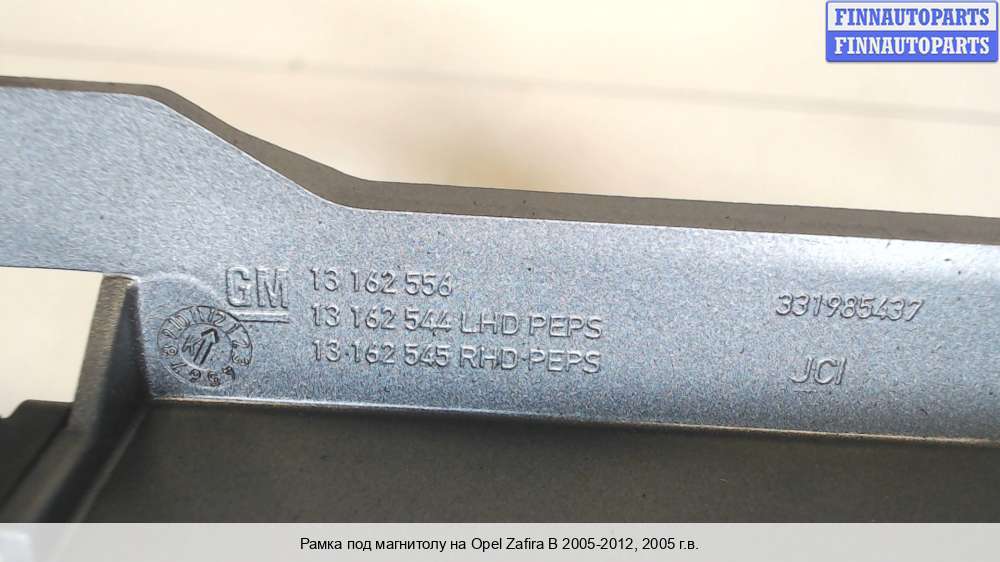 FINNAUTOPARTS
FINNAUTOPARTS
GM
13 162 556
13 162 544 LHD PEPS
13 162 545 RHD PEPS
331985437
JCI
Рамка под магнитолу на Opel Zafira B 2005-2012, 2005 г.в.